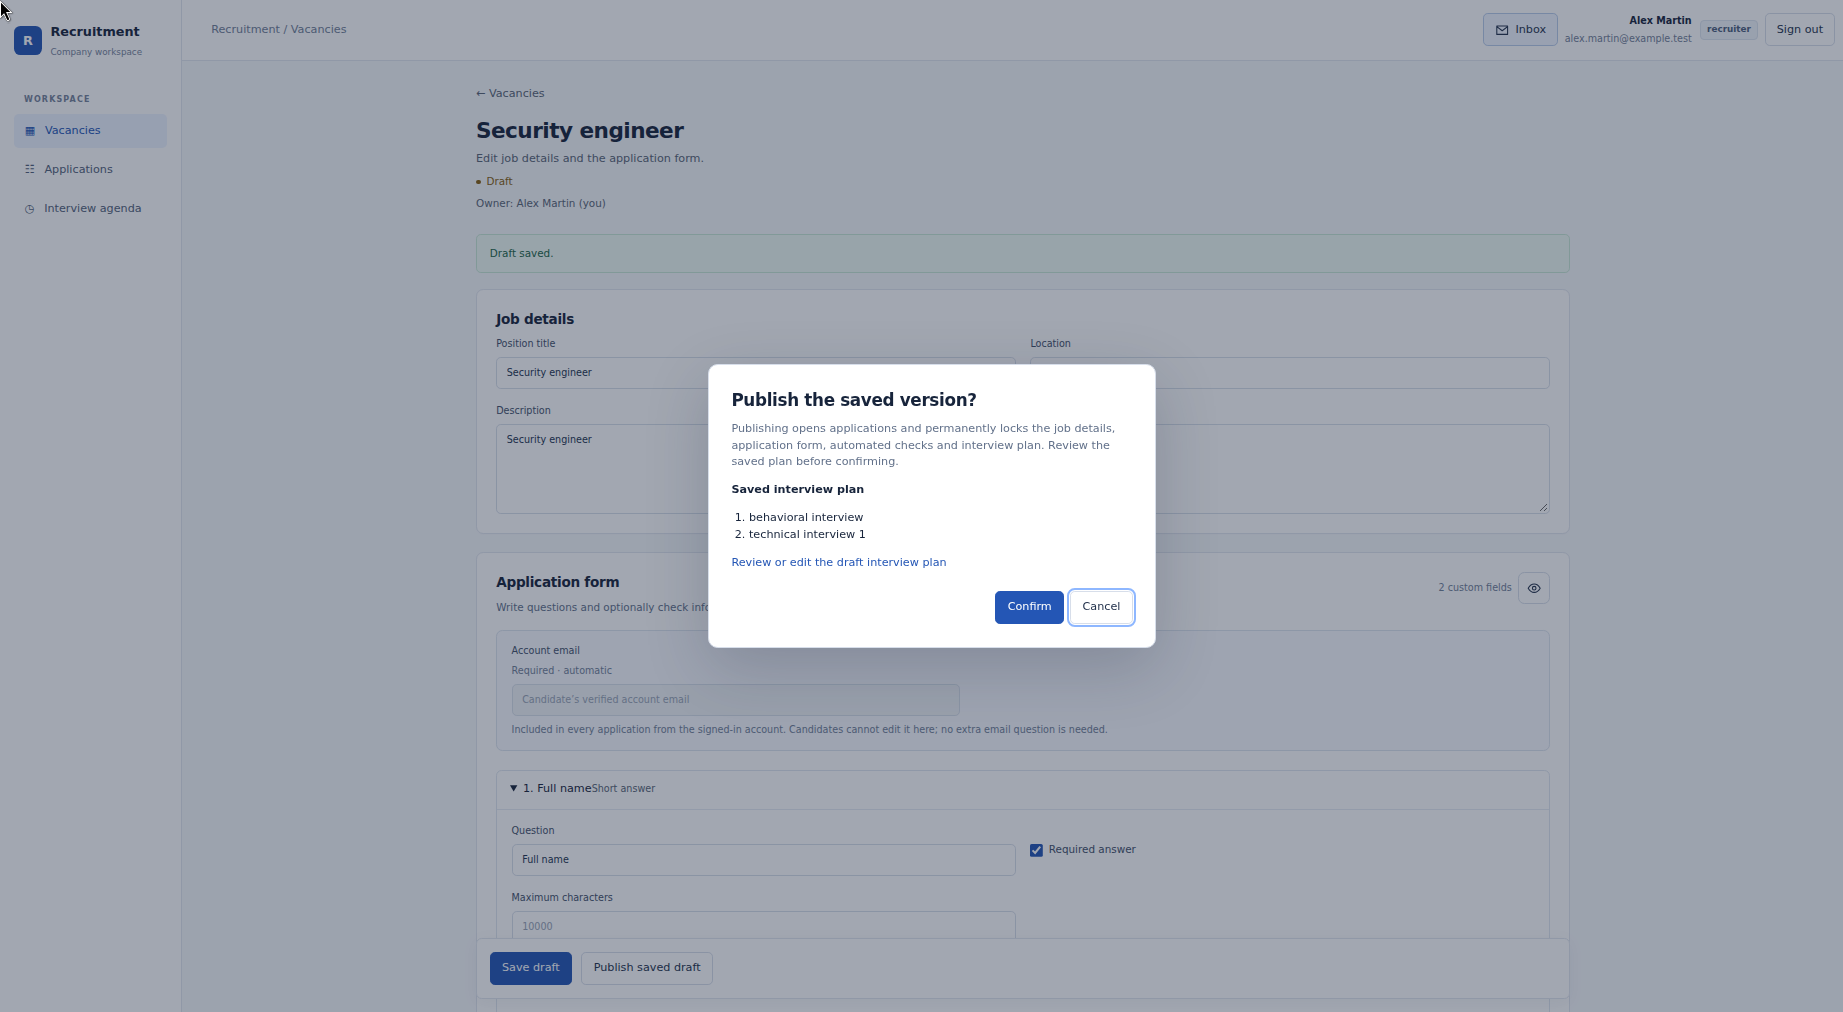 R
Recruitment
Company workspace
WORKSPACE
Vacancies
Applications
Interview agenda
Recruitment / Vacancies
Inbox
Alex Martin
alex.martin@example.test
recruiter
Sign out
← Vacancies
Security engineer
Edit job details and the application form.
Draft
Owner: Alex Martin (you)
Draft saved.
Job details
Position title
Location
Security engineer
Description
Security engineer
Publish the saved version?
Publishing opens applications and permanently locks the job details,
application form, automated checks and interview plan. Review the
saved plan before confirming.
Saved interview plan
1. behavioral interview
2. technical interview 1
Review or edit the draft interview plan
Confirm
Cancel
Application form
2 custom fields
Write questions and optionally check
Account email
Required · automatic
Candidate's verified account email
Included in every application from the signed-in account. Candidates cannot edit it here; no extra email question is needed.
1. Full name Short answer
Question
Full name
Required answer
Maximum characters
10000
Save draft
Publish saved draft